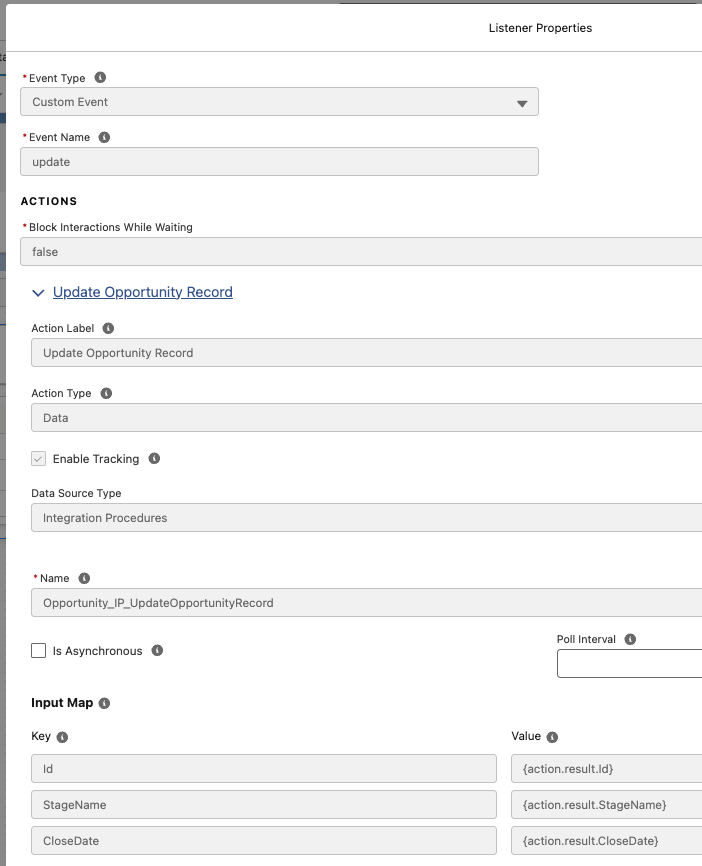 Listener Properties
* Event Type
Custom Event
* Event Name
update
ACTIONS
* Block Interactions While Waiting
false
Update Opportunity Record
Action Label
Update Opportunity Record
Action Type
Data
Enable Tracking
Data Source Type
Integration Procedures
* Name
Opportunity_IP_UpdateOpportunityRecord
Is Asynchronous
Poll Interval
Input Map
Key Value
Id {action.result.Id}
StageName {action.result.StageName}
CloseDate {action.result.CloseDate}